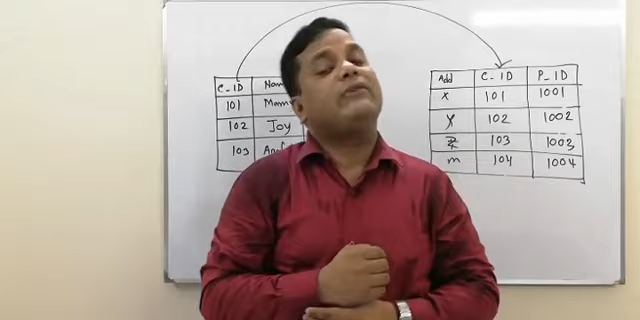 C_ID
101
102 Joy
103
Add C_ID P_ID
X 101 1001
Y 102 1002
Z 103 1003
m 104 1004